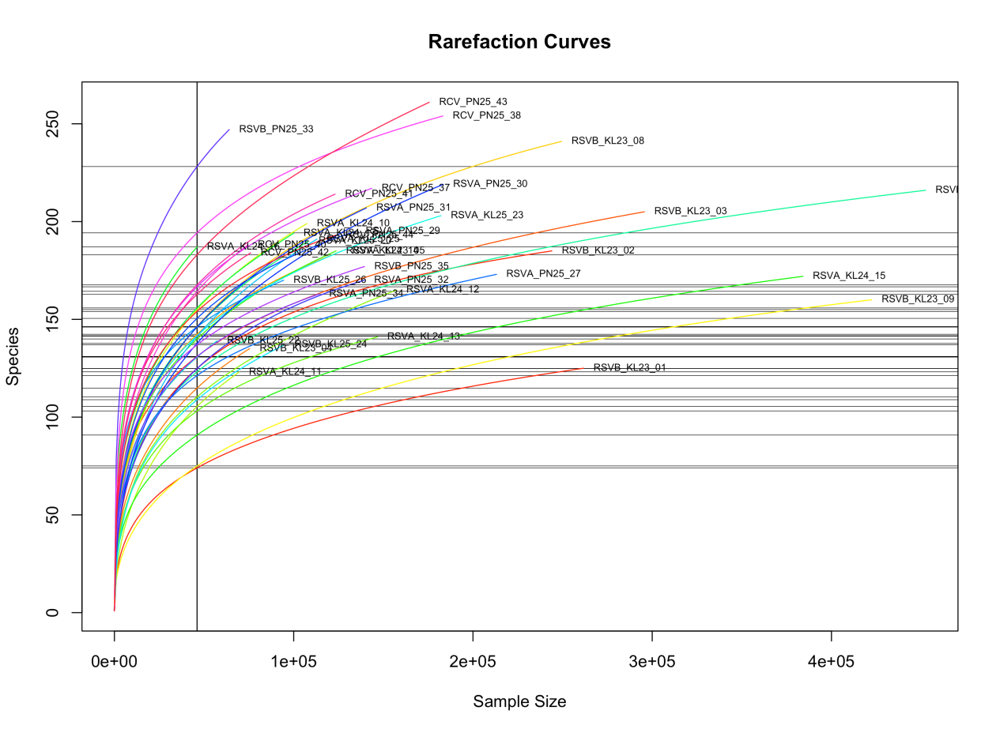 Rarefaction Curves
RCV_PN25_43
RCV_PN25_38
RSVB_PN25_33
RSVB_KL23_08
RCV_PN25_37
RSVA_PN25_30
RCV_PN25_41
RSVA_PN25_31
RSVB_KL23_03
RSVA_KL25_23
RSVA_KL24_10
RSVA_PN25_29
RCV_PN25_42
RSVB_KL23_02
RSVB_PN25_35
RSVA_PN25_27
RSVB_KL25_26
RSVA_PN25_32
RSVA_KL24_15
RSVA_KL24_12
RSVA_PN25_34
RSVB_KL23_09
RSVA_KL24_13
RSVB_KL25_24
RSVB_KL23_04
RSVA_KL24_11
RSVB_KL23_01
Species
0
50
100
150
200
250
0e+00
1e+05
2e+05
3e+05
4e+05
Sample Size